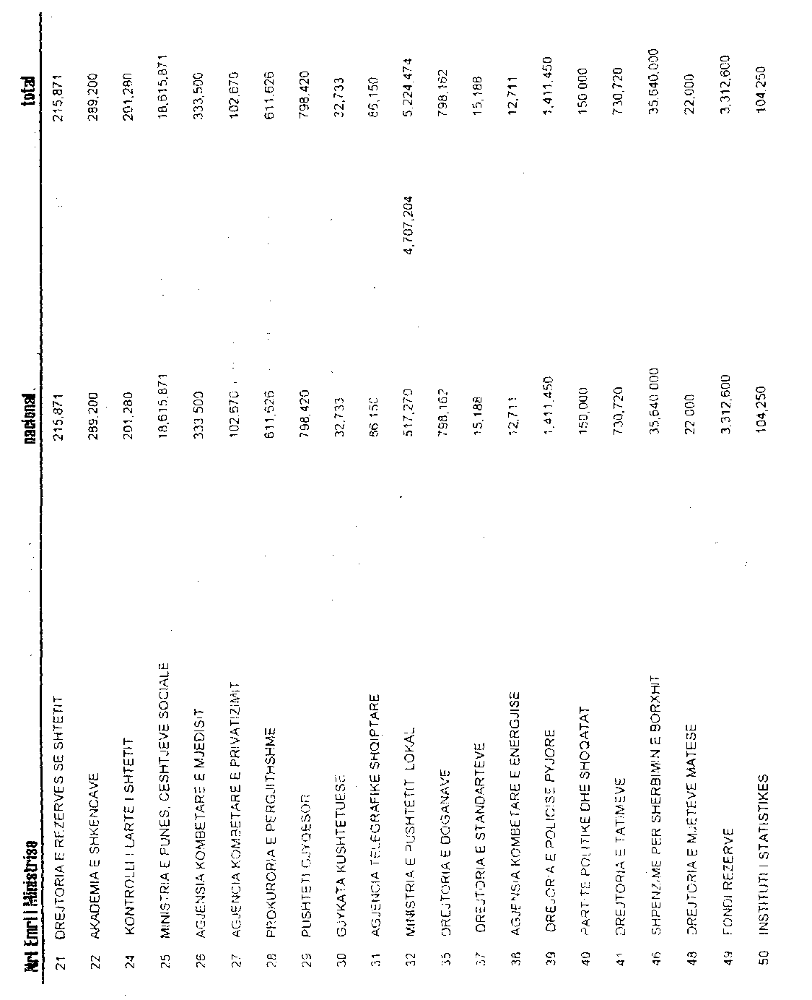 Nri Emri I Ministrise nacional total
21 DREJTORIA E REZERVES SE SHTETIT 215,871 215,871
22 AKADEMIA E SHKENCAVE 289,200 289,200
24 KONTROLLI I LARTE I SHTETIT 201,280 201,280
25 MINISTRIA E PUNES, CESHTJEVE SOCIALE 18,615,871 18,615,871
26 AGJENSIA KOMBETARE E MJEDISIT 333,500 333,500
27 AGJENCIA KOMBETARE E PRIVATIZIMIT 102,670 102,670
28 PROKURORIA E PERGJITHSHME 611,626 611,626
29 PUSHTETI GJYQESOR 798,420 798,420
30 GJYKATA KUSHTETUESE 32,733 32,733
31 AGJENCIA TELEGRAFIKE SHQIPTARE 86,150 86,150
32 MINISTRIA E PUSHTETIT LOKAL 517,270 4,707,204 5,224,474
35 DREJTORIA E DOGANAVE 798,162 798,162
37 DREJTORIA E STANDARTEVE 15,188 15,188
38 AGJENSIA KOMBETARE E ENERGJISE 12,711 12,711
39 DREJORIA E POLICISE PYJORE 1,411,450 1,411,450
40 PARTITE POLITIKE DHE SHOQATAT 150,000 150,000
41 DREJTORIA E TATIMEVE 730,720 730,720
46 SHPENZIME PER SHERBIMIN E BORXHIT 35,640,000 35,640,000
48 DREJTORIA E MJETEVE MATESE 22,000 22,000
49 FONDI REZERVE 3,312,600 3,312,600
50 INSTITUTI I STATISTIKES 104,250 104,250